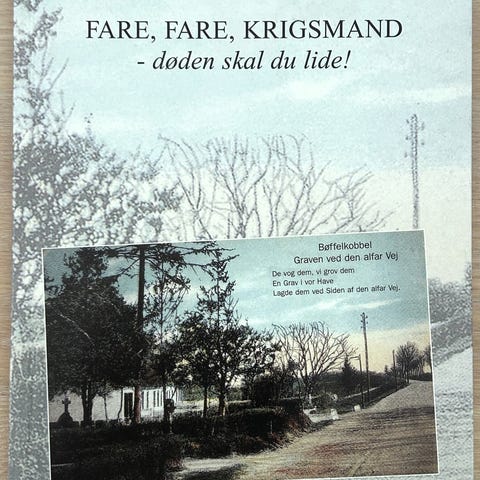 FARE, FARE, KRIGSMAND
- døden skal du lide!
Bøffelkobbel
Graven ved den alfar Vej
De vog dem, vi grov dem
En Grav i vor Have
Lagde dem ved Siden af den alfar Vej.